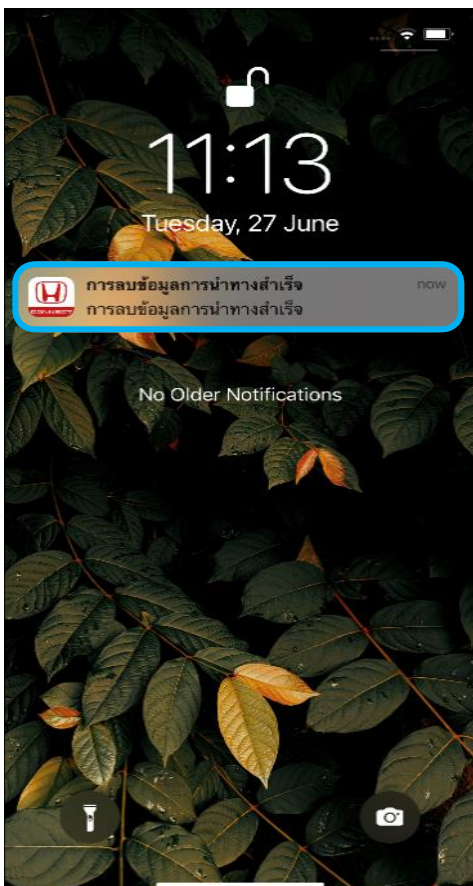 11:13
Tuesday, 27 June
การลบข้อมูลการนำทางสำเร็จ
now
การลบข้อมูลการนำทางสำเร็จ
CONNECT
No Older Notifications